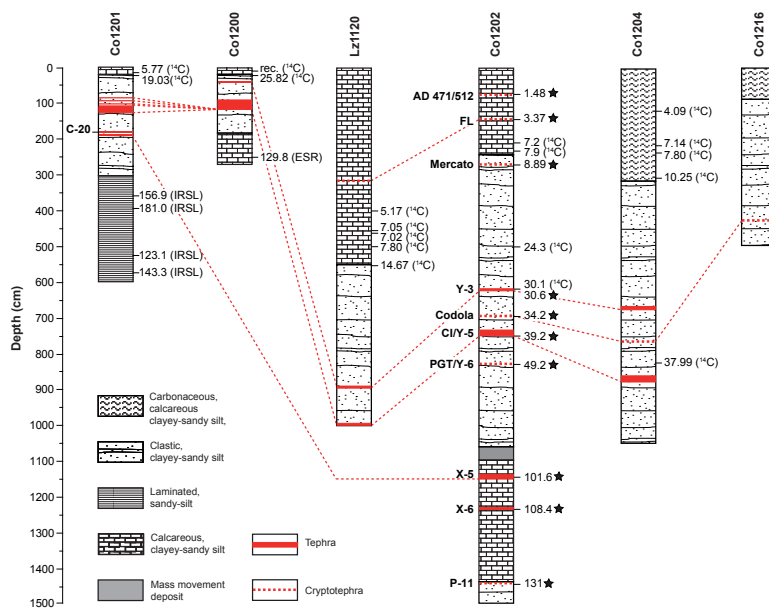 Co1201
Co1200
Lz1120
Co1202
Co1204
Co1216
Depth (cm)
0
100
200
300
400
500
600
700
800
900
1000
1100
1200
1300
1400
1500
5.77 (¹⁴C)
19.03(¹⁴C)
C-20
156.9 (IRSL)
181.0 (IRSL)
123.1 (IRSL)
143.3 (IRSL)
rec. (¹⁴C)
25.82 (¹⁴C)
129.8 (ESR)
5.17 (¹⁴C)
7.05 (¹⁴C)
7.02 (¹⁴C)
7.80 (¹⁴C)
14.67 (¹⁴C)
AD 471/512
1.48 ★
FL
3.37 ★
7.2 (¹⁴C)
7.9 (¹⁴C)
Mercato
8.89 ★
24.3 (¹⁴C)
Y-3
30.1 (¹⁴C)
30.6 ★
Codola
34.2 ★
CI/Y-5
39.2 ★
PGT/Y-6
49.2 ★
X-5
101.6 ★
X-6
108.4 ★
P-11
131 ★
4.09 (¹⁴C)
7.14 (¹⁴C)
7.80 (¹⁴C)
10.25 (¹⁴C)
37.99 (¹⁴C)
Carbonaceous,
calcareous
clayey-sandy silt,
Clastic,
clayey-sandy silt
Laminated,
sandy-silt
Calcareous,
clayey-sandy silt
Mass movement
deposit
Tephra
Cryptotephra